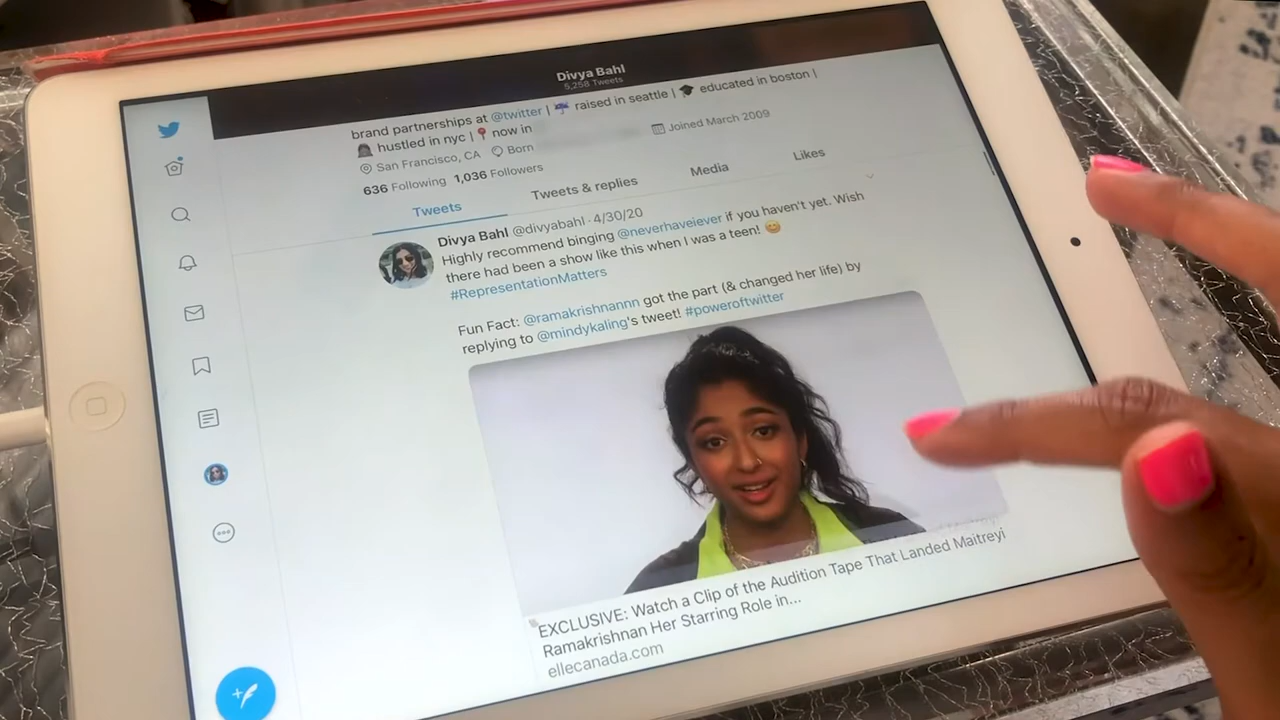 Divya Bahl
5,258 Tweets
brand partnerships at @twitter | ☔ raised in seattle | 🎓 educated in boston |
🗽 hustled in nyc | 📍 now in
San Francisco, CA Born Joined March 2009
636 Following 1,036 Followers
Tweets Tweets & replies Media Likes
Divya Bahl @divyabahl · 4/30/20
Highly recommend binging @neverhaveiever if you haven't yet. Wish
there had been a show like this when I was a teen! 😊
#RepresentationMatters
Fun Fact: @ramakrishnannn got the part (& changed her life) by
replying to @mindykaling's tweet! #poweroftwitter
EXCLUSIVE: Watch a Clip of the Audition Tape That Landed Maitreyi
Ramakrishnan Her Starring Role in...
ellecanada.com